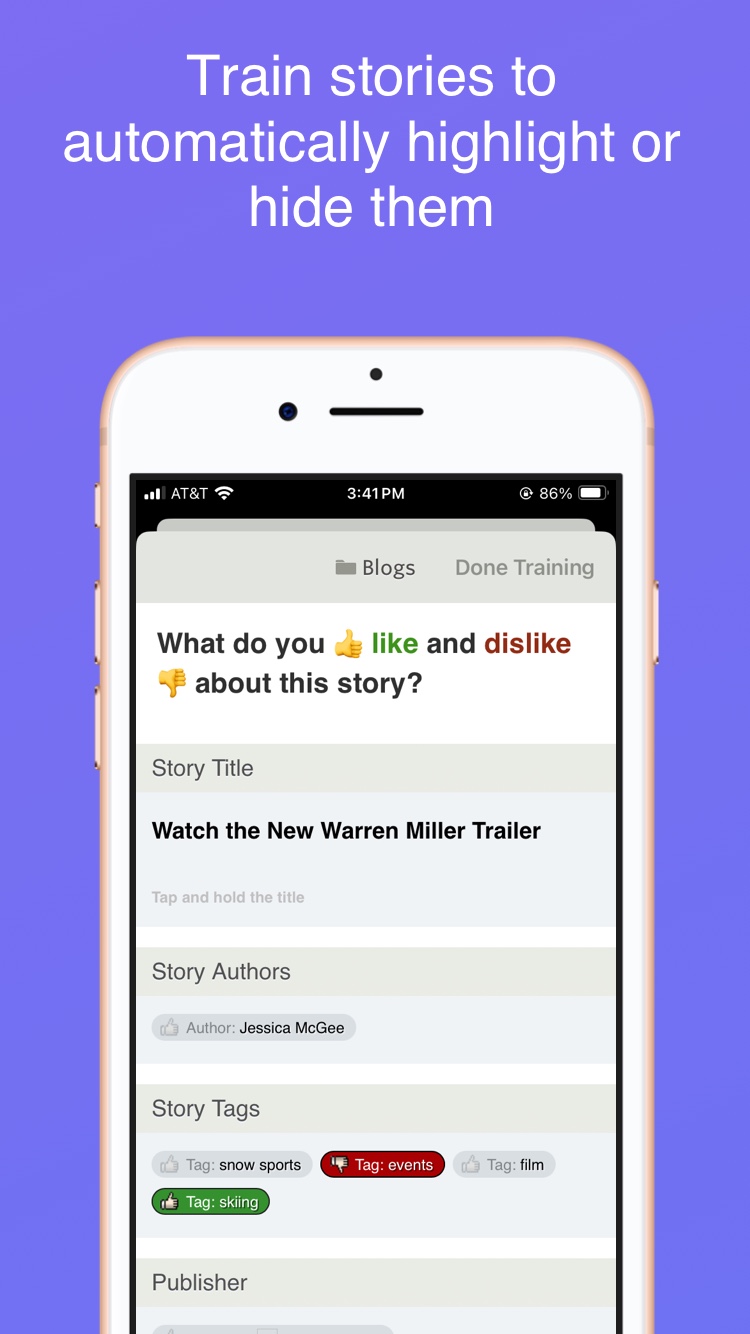 Train stories to
automatically highlight or
hide them
AT&T 3:41 PM 86%
Blogs Done Training
What do you 👍 like and dislike
👎 about this story?
Story Title
Watch the New Warren Miller Trailer
Tap and hold the title
Story Authors
Author: Jessica McGee
Story Tags
Tag: snow sports Tag: events Tag: film
Tag: skiing
Publisher